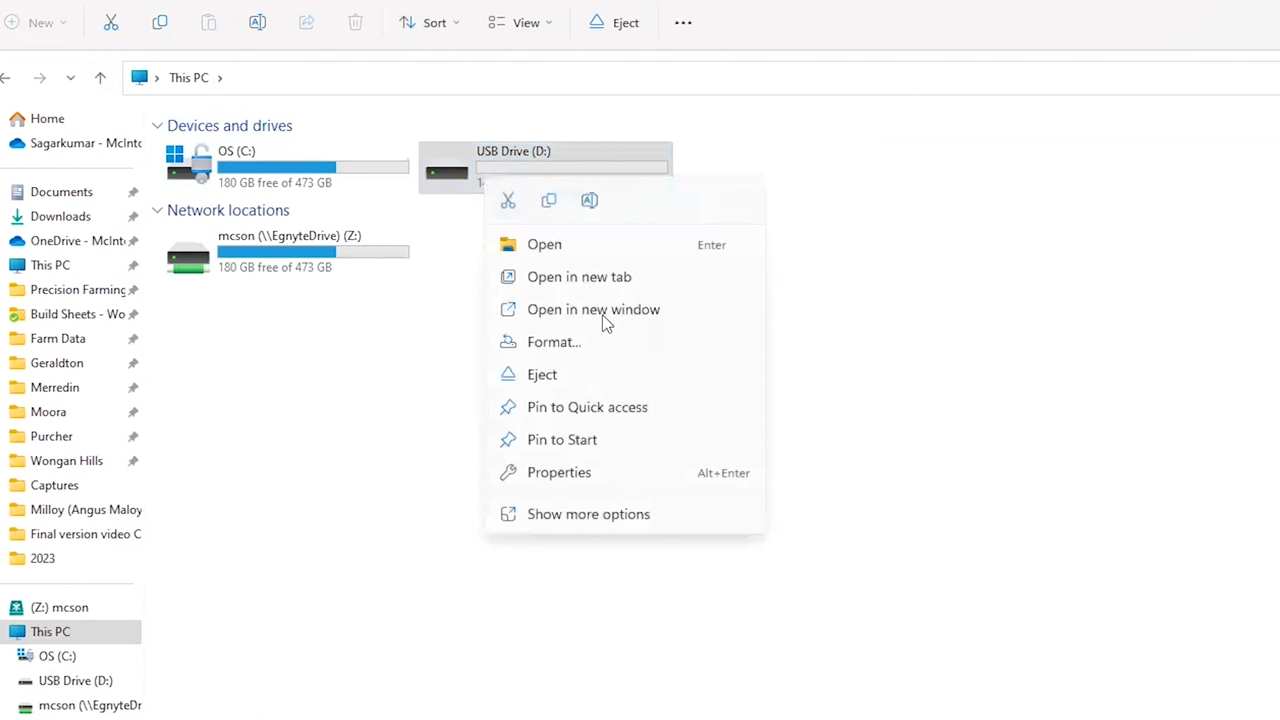 New
Sort
View
Eject
This PC
Home
Sagarkumar - McInto
Documents
Downloads
OneDrive - McInt
This PC
Precision Farming
Build Sheets - Wo
Farm Data
Geraldton
Merredin
Moora
Purcher
Wongan Hills
Captures
Milloy (Angus Maloy
Final version video C
2023
(Z:) mcson
This PC
OS (C:)
USB Drive (D:)
mcson (\\EgnyteDr
Devices and drives
OS (C:)
180 GB free of 473 GB
USB Drive (D:)
Network locations
mcson (\\EgnyteDrive) (Z:)
180 GB free of 473 GB
Open Enter
Open in new tab
Open in new window
Format...
Eject
Pin to Quick access
Pin to Start
Properties Alt+Enter
Show more options